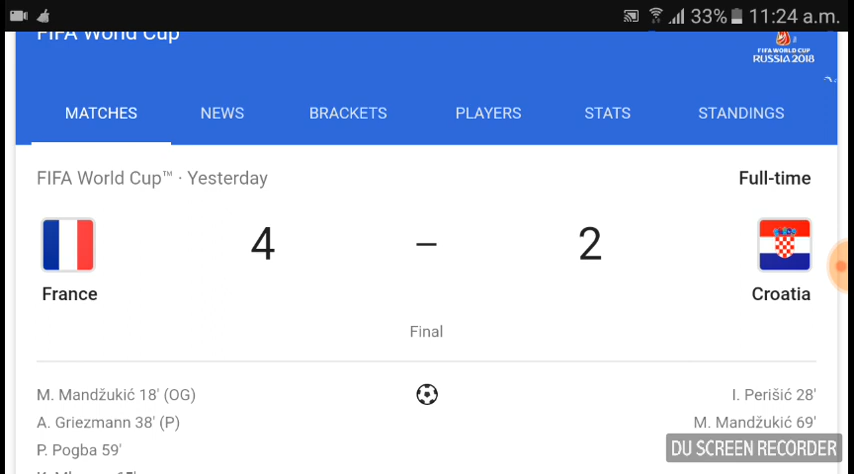 33% 11:24 a.m.
FIFA World Cup
FIFA WORLD CUP
RUSSIA 2018
MATCHES NEWS BRACKETS PLAYERS STATS STANDINGS
FIFA World Cup™ · Yesterday Full-time
4 – 2
France Croatia
Final
M. Mandžukić 18' (OG) I. Perišić 28'
A. Griezmann 38' (P) M. Mandžukić 69'
P. Pogba 59'
DU SCREEN RECORDER